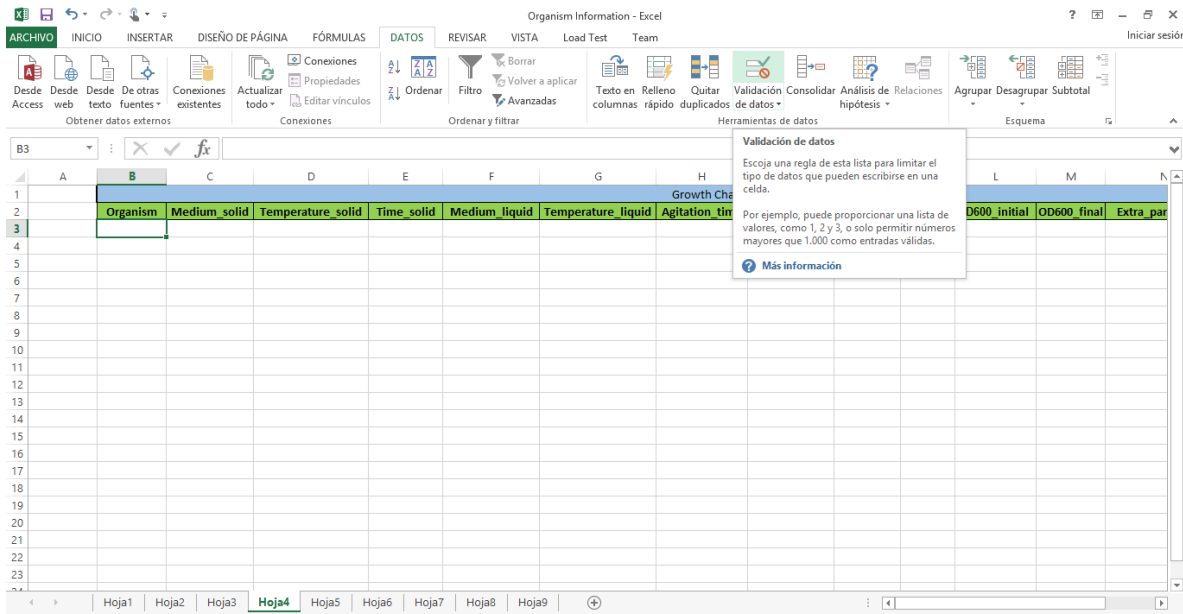 Organism Information - Excel
ARCHIVO INICIO INSERTAR DISEÑO DE PÁGINA FÓRMULAS DATOS REVISAR VISTA Load Test Team Iniciar sesión
Desde Access
Desde web
Desde texto
De otras fuentes
Conexiones existentes
Obtener datos externos
Actualizar todo
Conexiones
Propiedades
Editar vínculos
Conexiones
Ordenar
Filtro
Borrar
Volver a aplicar
Avanzadas
Ordenar y filtrar
Texto en columnas
Relleno rápido
Quitar duplicados
Validación de datos
Consolidar
Análisis de hipótesis
Relaciones
Herramientas de datos
Agrupar
Desagrupar
Subtotal
Esquema
B3
fx
Validación de datos
Escoja una regla de esta lista para limitar el
tipo de datos que pueden escribirse en una
celda.
Por ejemplo, puede proporcionar una lista de
valores, como 1, 2 y 3, o solo permitir números
mayores que 1.000 como entradas válidas.
Más información
A B C D E F G H L M N
1 Growth Cha
2 Organism Medium_solid Temperature_solid Time_solid Medium_liquid Temperature_liquid Agitation_tim D600_initial OD600_final Extra_par
3
4
5
6
7
8
9
10
11
12
13
14
15
16
17
18
19
20
21
22
23
Hoja1 Hoja2 Hoja3 Hoja4 Hoja5 Hoja6 Hoja7 Hoja8 Hoja9